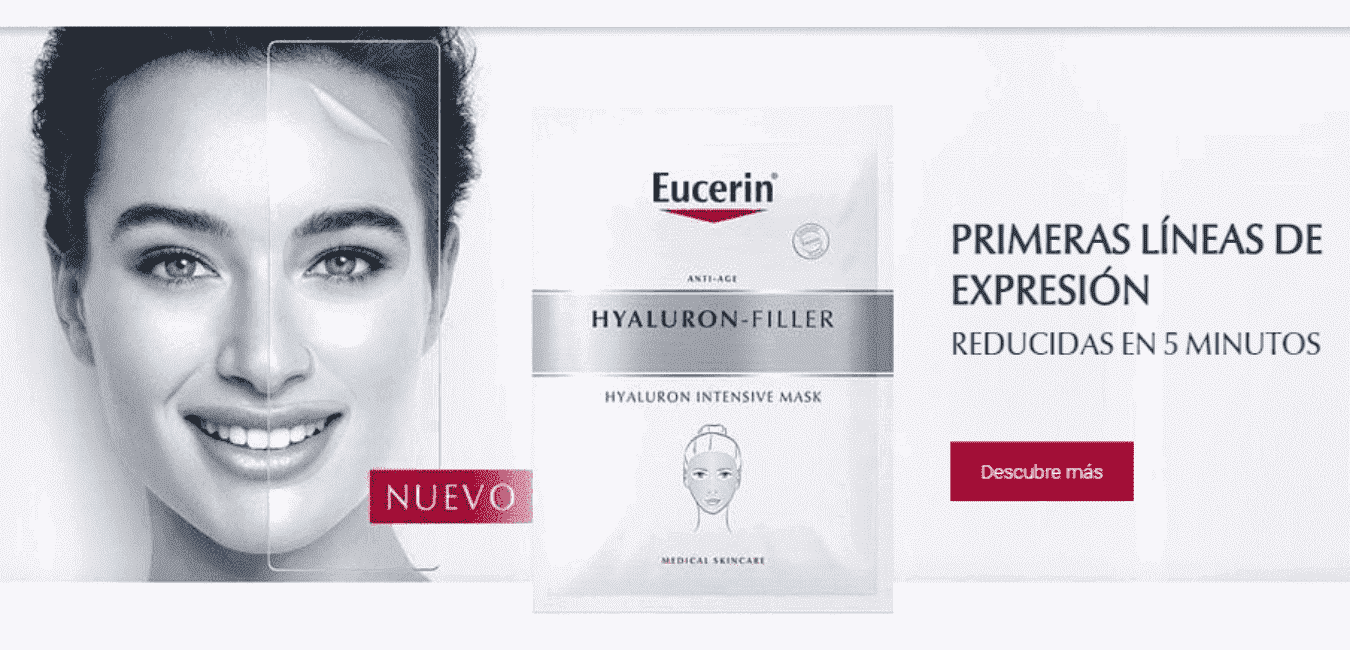 NUEVO
Eucerin®
ANTI-AGE
HYALURON-FILLER
HYALURON INTENSIVE MASK
MEDICAL SKINCARE
PRIMERAS LÍNEAS DE
EXPRESIÓN
REDUCIDAS EN 5 MINUTOS
Descubre más